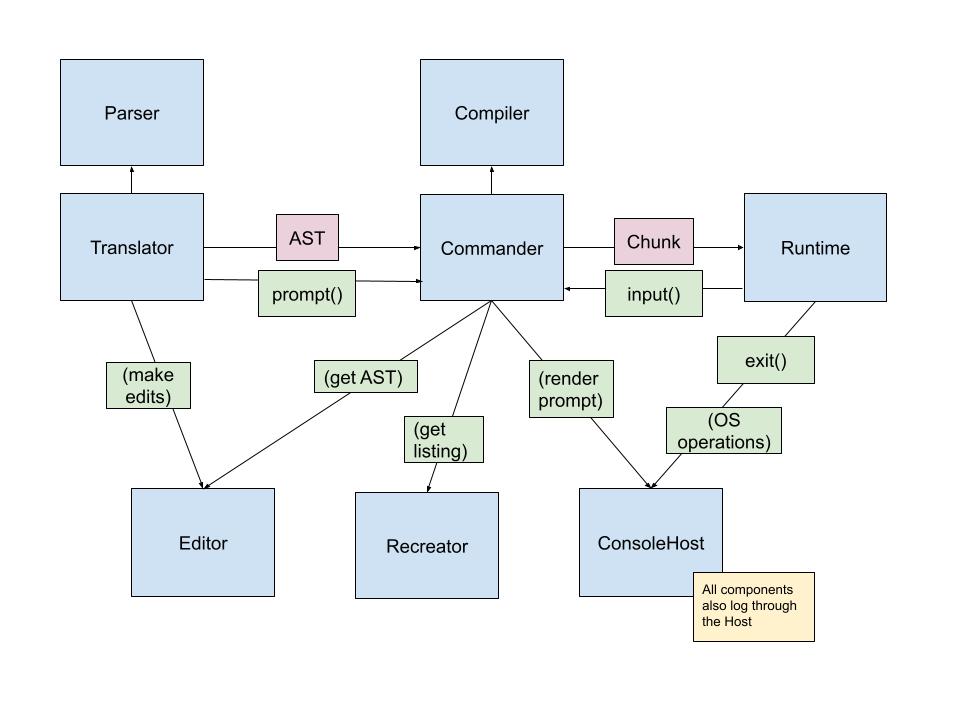 Parser
Compiler
Translator
AST
Commander
Chunk
Runtime
prompt()
input()
(make
edits)
(get AST)
(render
prompt)
exit()
(get
listing)
(OS
operations)
Editor
Recreator
ConsoleHost
All components
also log through
the Host